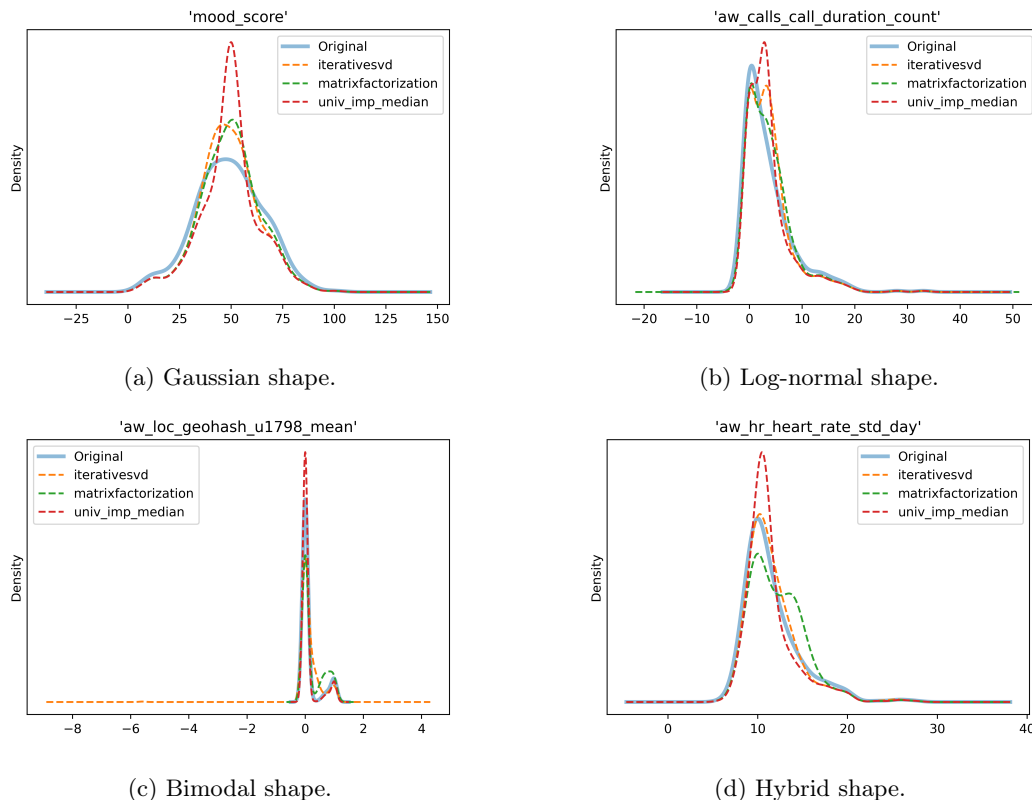 'mood_score'
Original
iterativesvd
matrixfactorization
univ_imp_median
Density
−25 0 25 50 75 100 125 150
(a) Gaussian shape.
'aw_calls_call_duration_count'
Original
iterativesvd
matrixfactorization
univ_imp_median
Density
−20 −10 0 10 20 30 40 50
(b) Log-normal shape.
'aw_loc_geohash_u1798_mean'
Original
iterativesvd
matrixfactorization
univ_imp_median
Density
−8 −6 −4 −2 0 2 4
(c) Bimodal shape.
'aw_hr_heart_rate_std_day'
Original
iterativesvd
matrixfactorization
univ_imp_median
Density
0 10 20 30 40
(d) Hybrid shape.